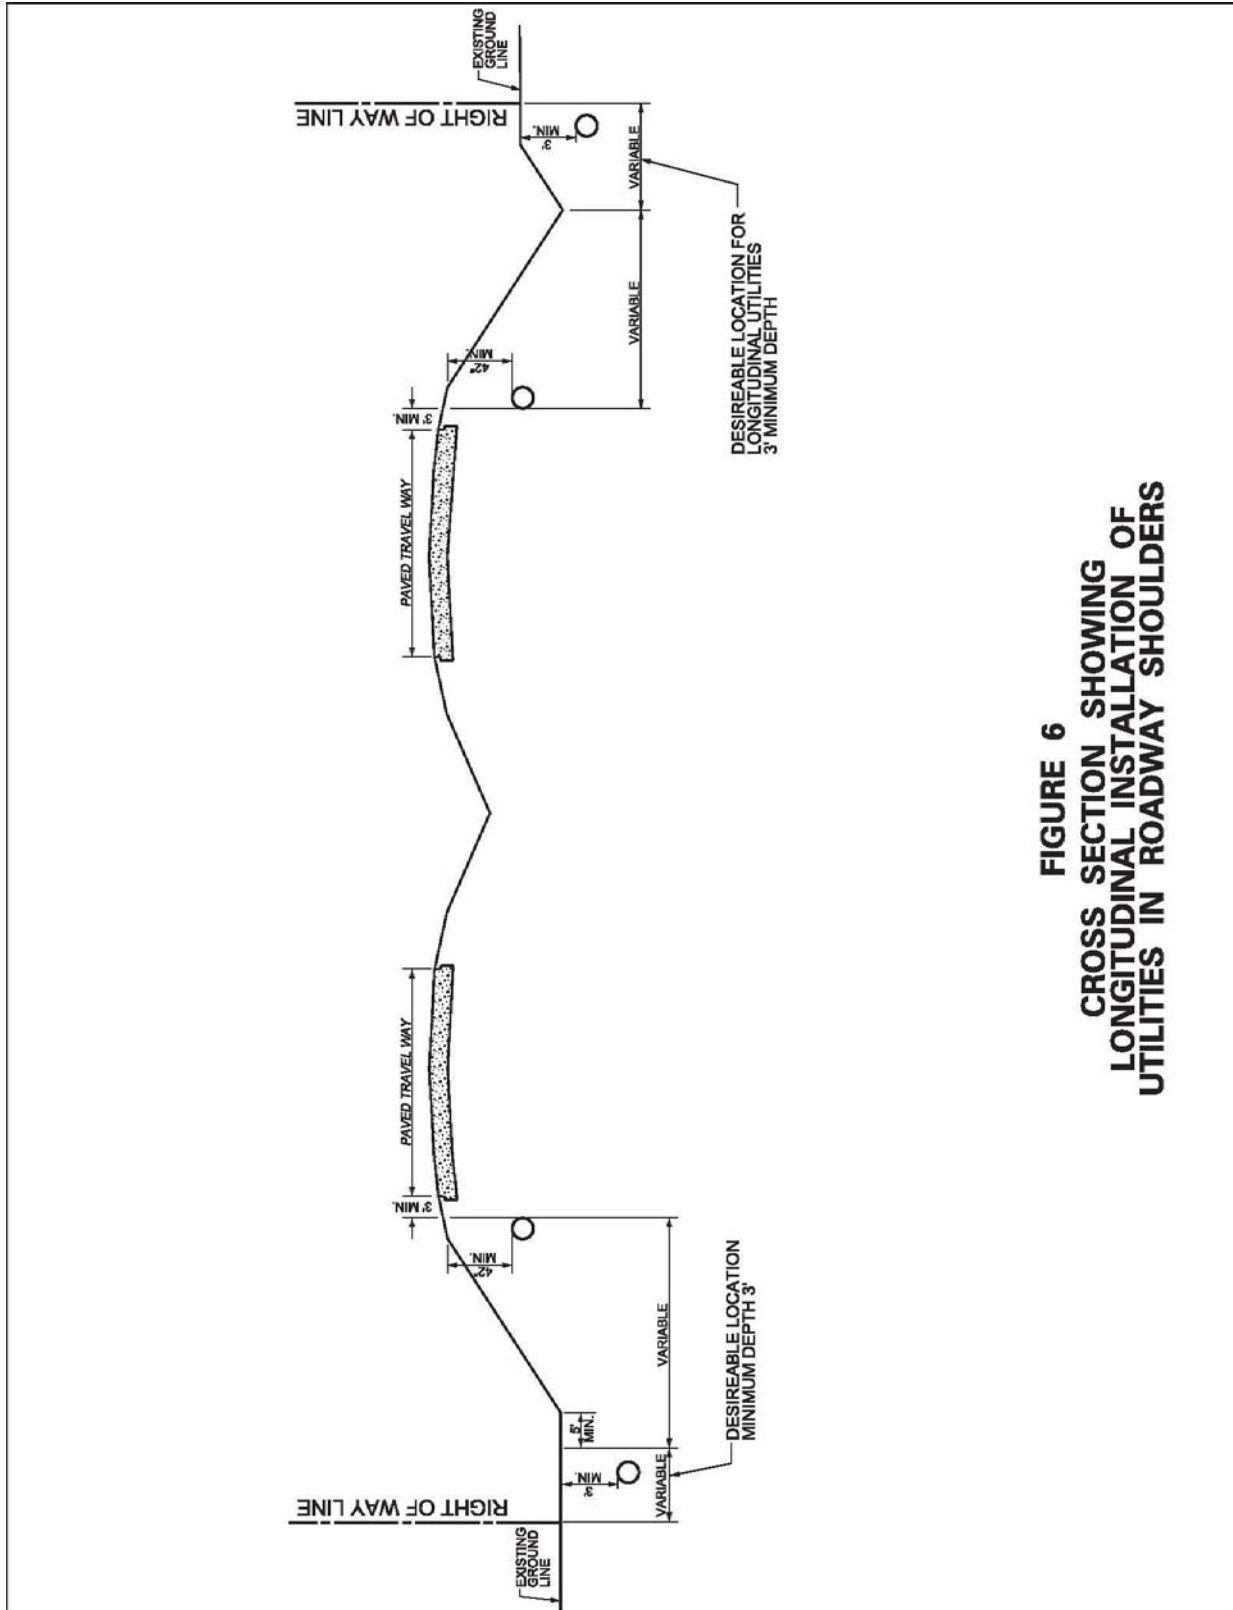 EXISTING
GROUND
LINE
RIGHT OF WAY LINE
3'
MIN.
VARIABLE
5'
MIN.
DESIREABLE LOCATION
MINIMUM DEPTH 3'
VARIABLE
42"
MIN.
3' MIN.
PAVED TRAVEL WAY
PAVED TRAVEL WAY
3' MIN.
42"
MIN.
VARIABLE
DESIREABLE LOCATION FOR
LONGITUDINAL UTILITIES
3' MINIMUM DEPTH
VARIABLE
3'
MIN.
RIGHT OF WAY LINE
EXISTING
GROUND
LINE
FIGURE 6
CROSS SECTION SHOWING
LONGITUDINAL INSTALLATION OF
UTILITIES IN ROADWAY SHOULDERS